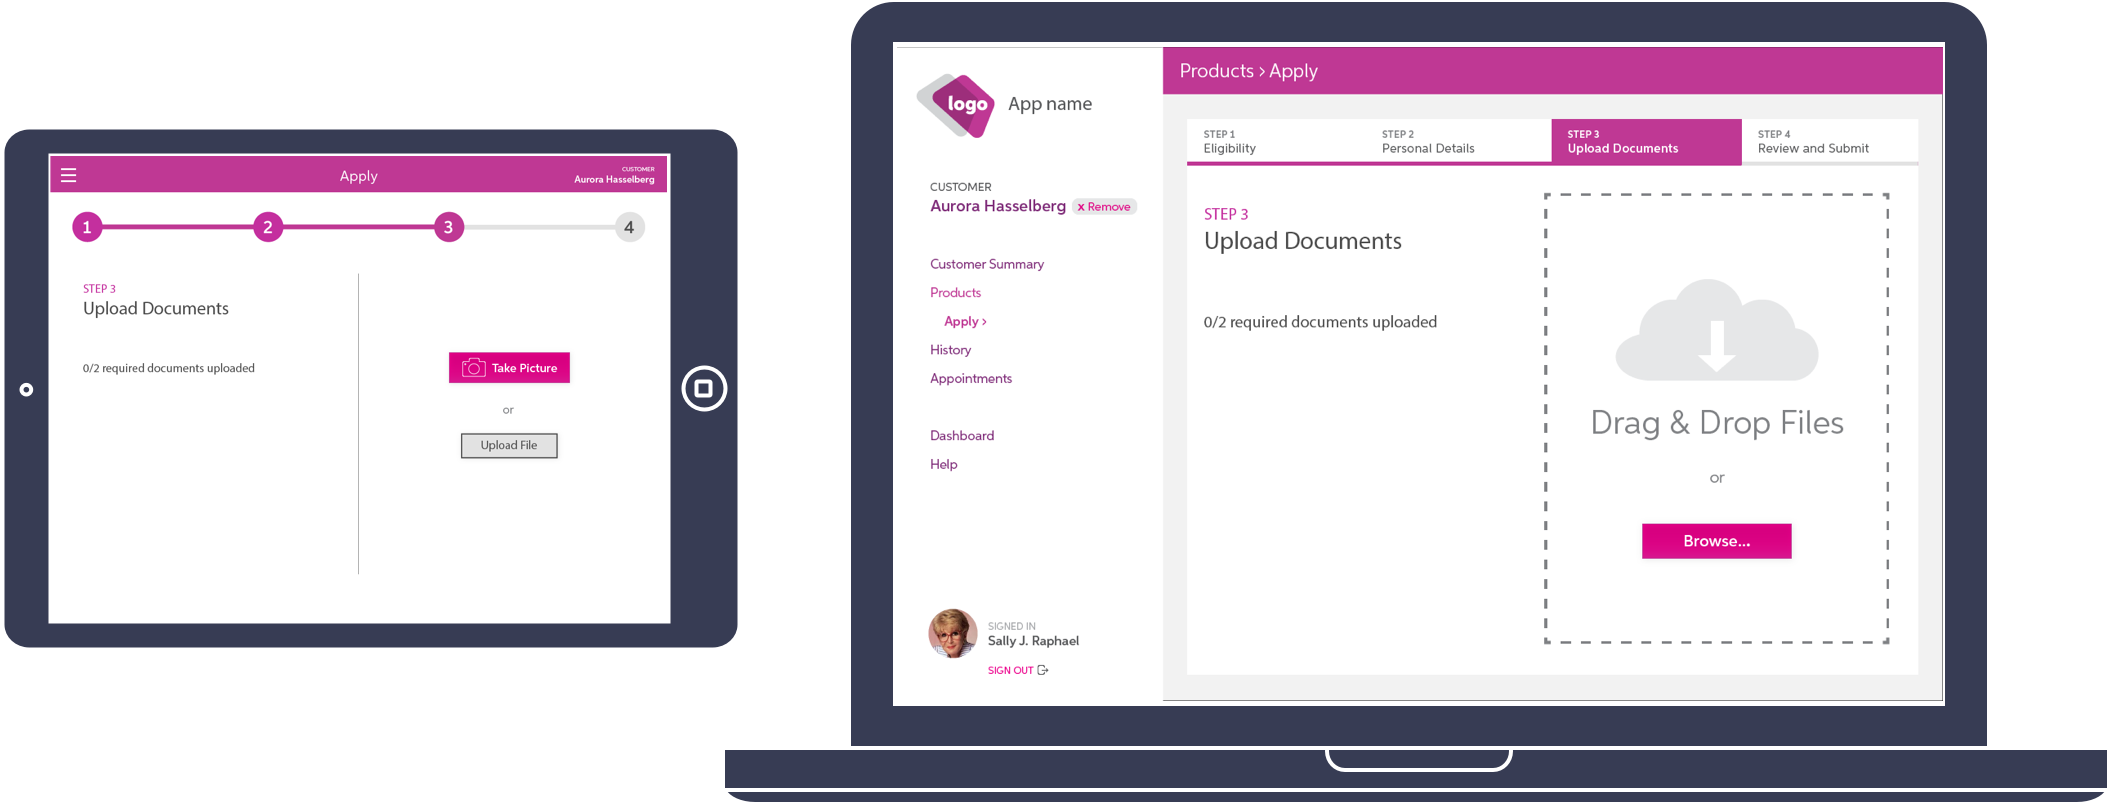 Apply
CUSTOMER
Aurora Hasselberg
1
2
3
4
STEP 3
Upload Documents
0/2 required documents uploaded
Take Picture
or
Upload File
logo
App name
CUSTOMER
Aurora Hasselberg
x Remove
Customer Summary
Products
Apply >
History
Appointments
Dashboard
Help
SIGNED IN
Sally J. Raphael
SIGN OUT
Products > Apply
STEP 1
Eligibility
STEP 2
Personal Details
STEP 3
Upload Documents
STEP 4
Review and Submit
STEP 3
Upload Documents
0/2 required documents uploaded
Drag & Drop Files
or
Browse...